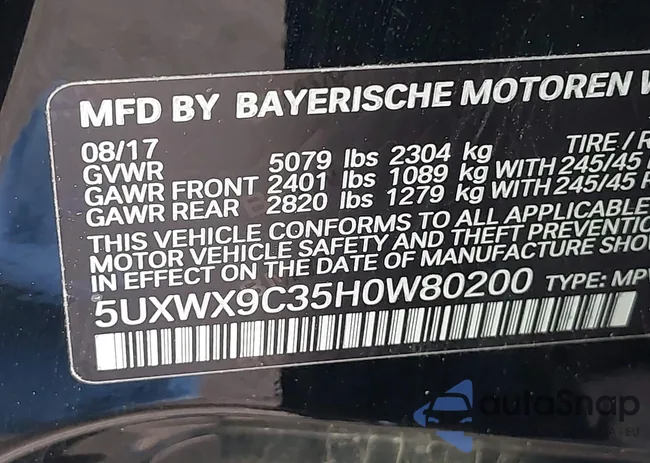 MFD BY BAYERISCHE MOTOREN W
08/17 TIRE / R
GVWR 5079 lbs 2304 kg
GAWR FRONT 2401 lbs 1089 kg WITH 245/45
GAWR REAR 2820 lbs 1279 kg WITH 245/45
THIS VEHICLE CONFORMS TO ALL APPLICABLE
MOTOR VEHICLE SAFETY AND THEFT PREVENTIO
IN EFFECT ON THE DATE OF MANUFACTURE SHO
5UXWX9C35H0W80200 TYPE: MPV
autoSnap